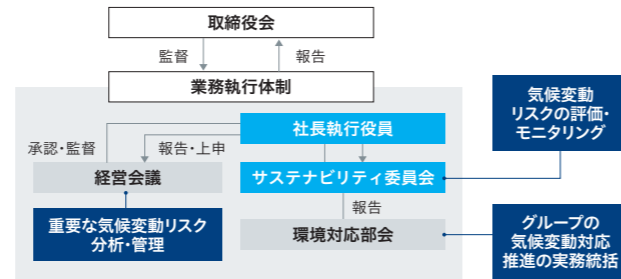 取締役会
監督
報告
業務執行体制
気候変動
リスクの評価・
モニタリング
社長執行役員
承認・監督
報告・上申
経営会議
サステナビリティ委員会
報告
重要な気候変動リスク
分析・管理
環境対応部会
グループの
気候変動対応
推進の実務統括